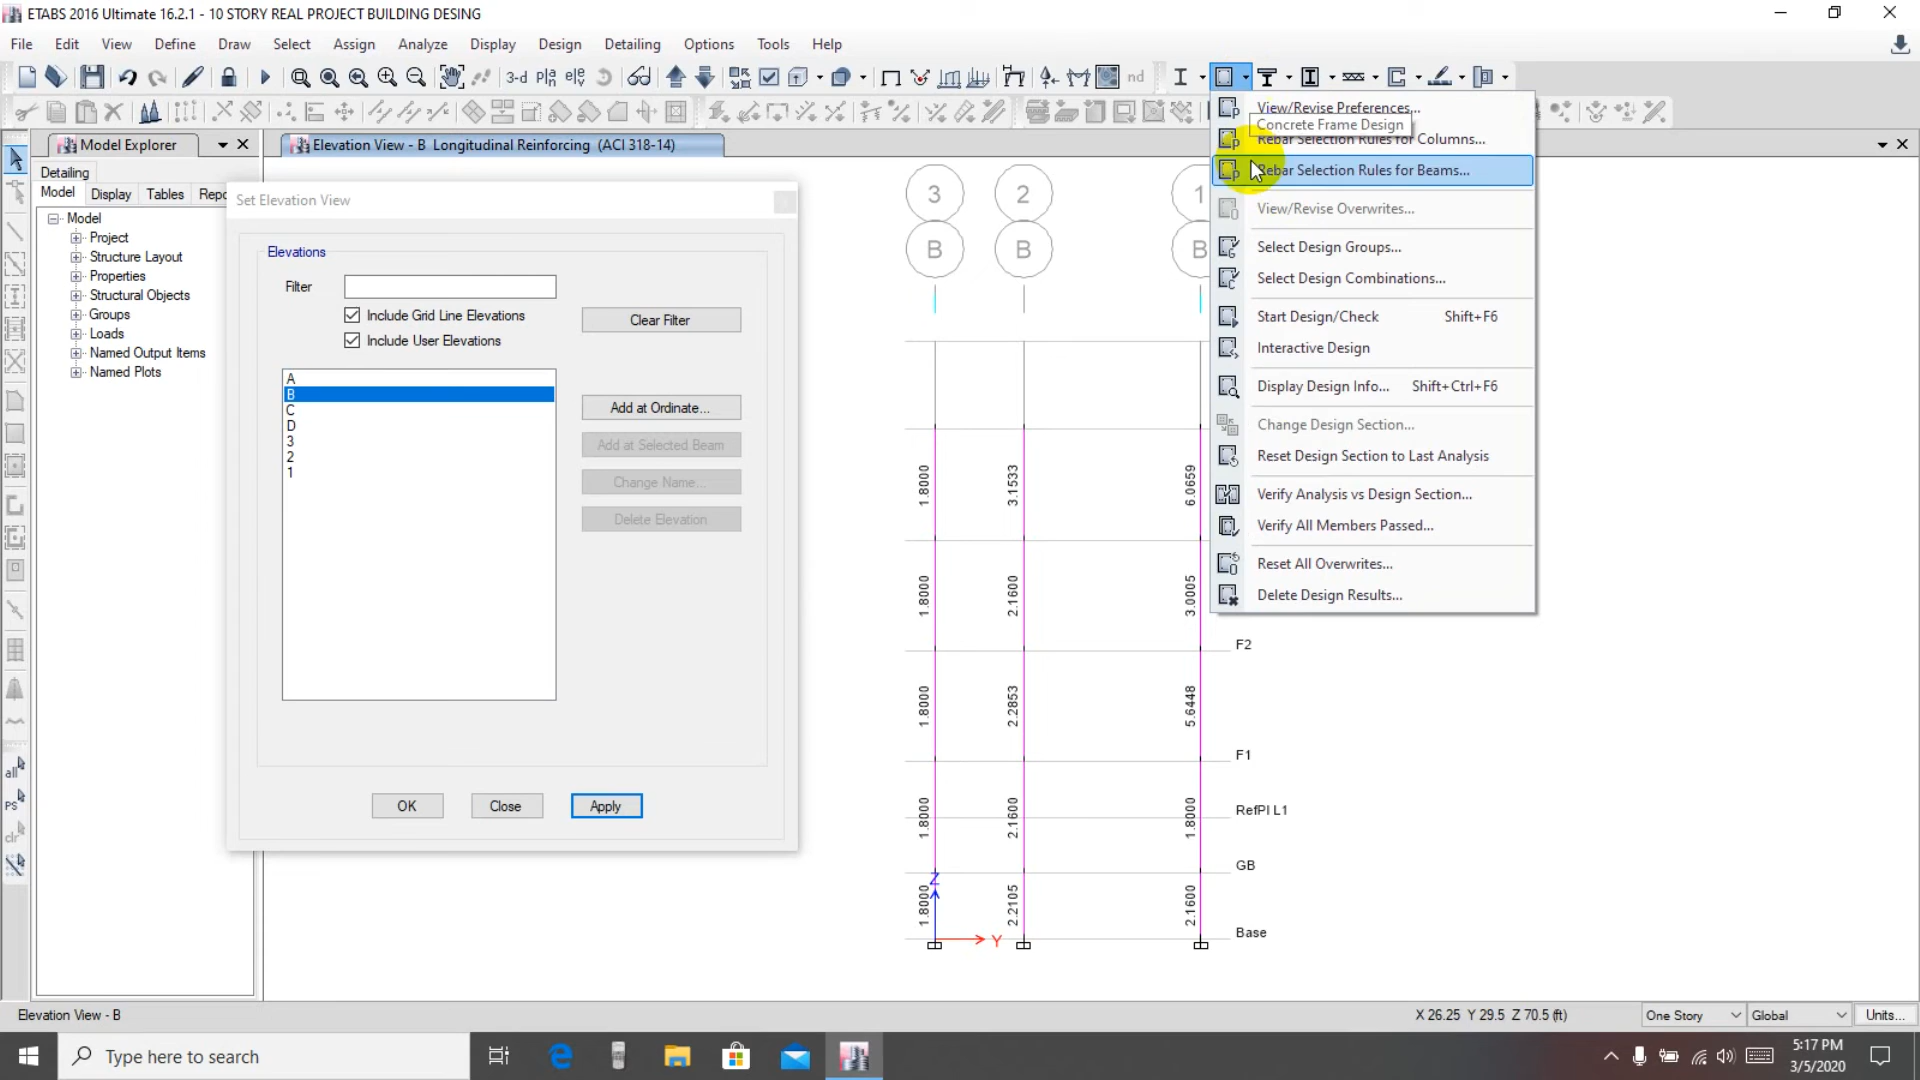 ETABS 2016 Ultimate 16.2.1 - 10 STORY REAL PROJECT BUILDING DESING
File Edit View Define Draw Select Assign Analyze Display Design Detailing Options Tools Help
3-d nd
Model Explorer
Elevation View - B Longitudinal Reinforcing (ACI 318-14)
Detailing
Model Display Tables Repo
Model
Project
Structure Layout
Properties
Structural Objects
Groups
Loads
Named Output Items
Named Plots
Set Elevation View
Elevations
Filter
Include Grid Line Elevations
Include User Elevations
Clear Filter
A
B
C
D
3
2
1
Add at Ordinate...
Add at Selected Beam
Change Name...
Delete Elevation
OK Close Apply
3 2 1
B B B
1.8000 3.1533 6.0659
1.8000 2.1600 3.0005
1.8000 2.2853 5.6448
1.8000 2.1600 1.8000
1.8000 2.2105 2.1600
F2
F1
RefPl L1
GB
Base
Z
Y
View/Revise Preferences...
Concrete Frame Design
Rebar Selection Rules for Columns...
Rebar Selection Rules for Beams...
View/Revise Overwrites...
Select Design Groups...
Select Design Combinations...
Start Design/Check Shift+F6
Interactive Design
Display Design Info... Shift+Ctrl+F6
Change Design Section...
Reset Design Section to Last Analysis
Verify Analysis vs Design Section...
Verify All Members Passed...
Reset All Overwrites...
Delete Design Results...
all
PS
clr
Elevation View - B
X 26.25 Y 29.5 Z 70.5 (ft)
One Story Global Units...
Type here to search
5:17 PM
3/5/2020